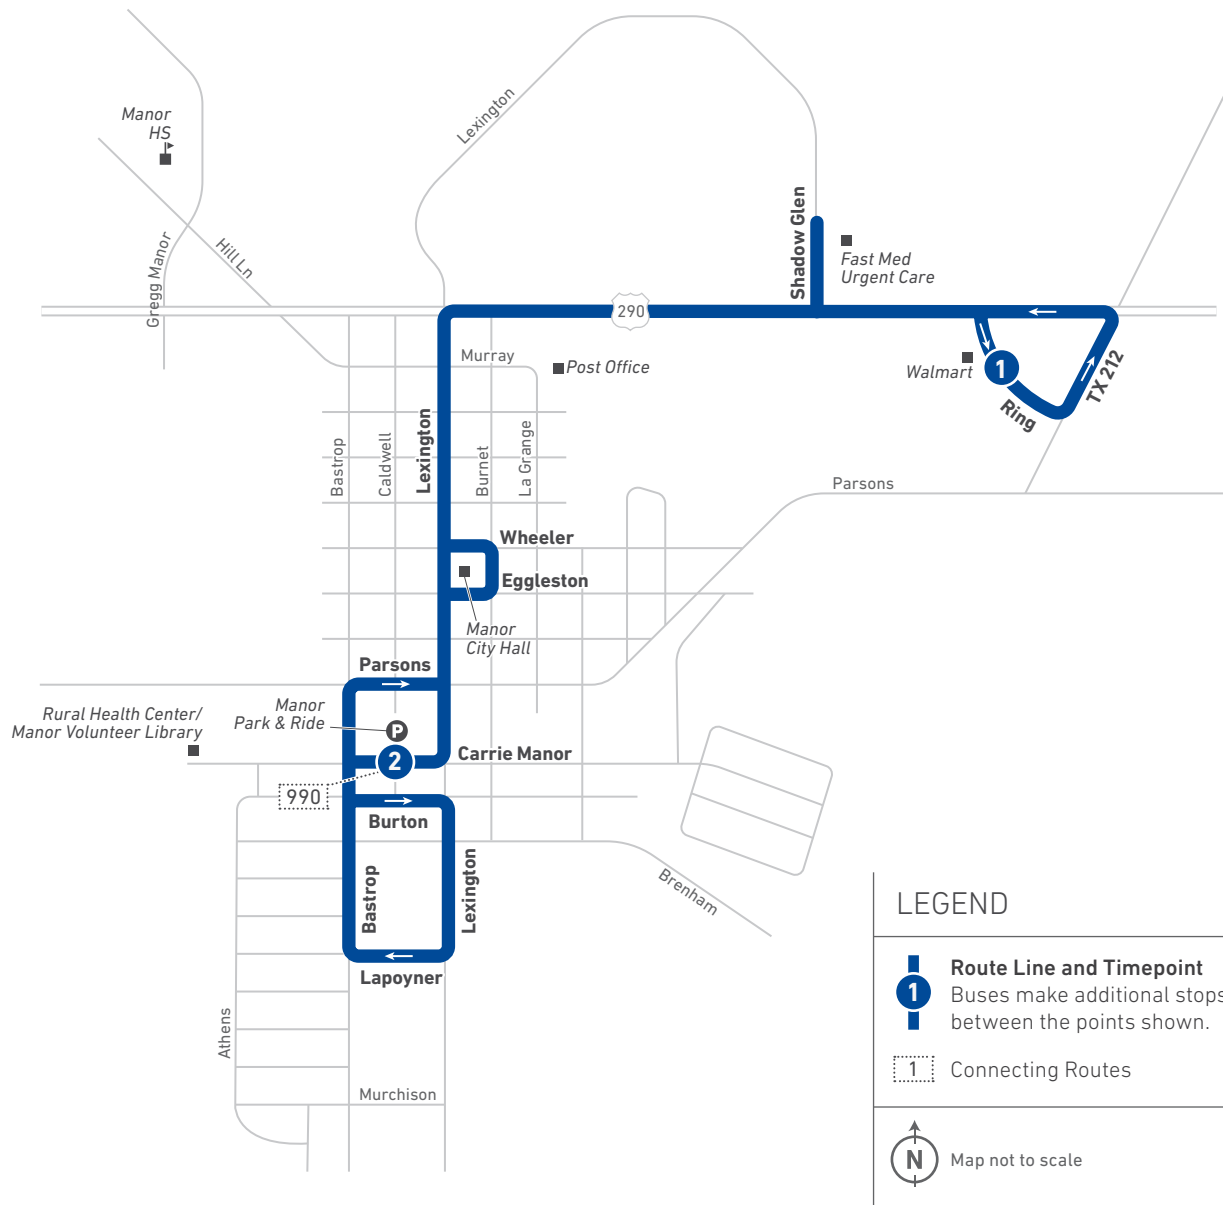 Manor
HS
Lexington
Gregg Manor
Hill Ln
Shadow Glen
Fast Med
Urgent Care
290
Murray
Post Office
Walmart
1
Ring
TX 212
Bastrop
Caldwell
Lexington
Burnet
La Grange
Parsons
Wheeler
Eggleston
Manor
City Hall
Parsons
Manor
Park & Ride
P
Rural Health Center/
Manor Volunteer Library
2
Carrie Manor
990
Burton
Bastrop
Lexington
Brenham
Lapoyner
Athens
Murchison
LEGEND
1
Route Line and Timepoint
Buses make additional stops
between the points shown.
1
Connecting Routes
N
Map not to scale